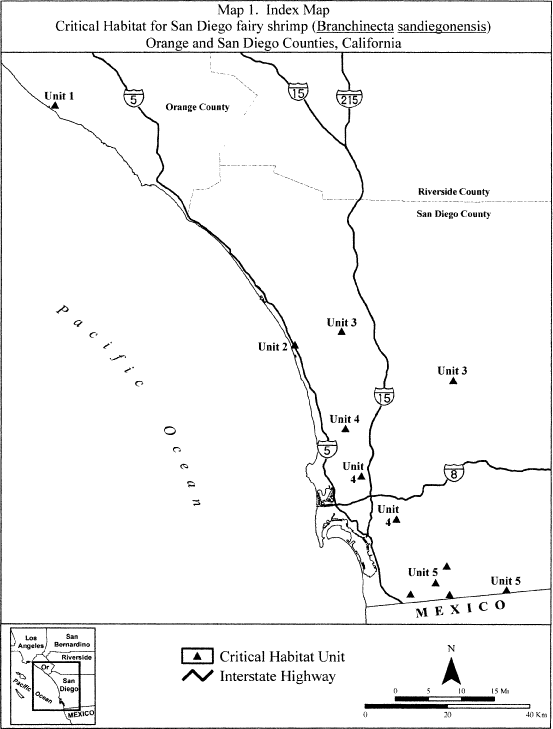 Map 1. Index Map
Critical Habitat for San Diego fairy shrimp (Branchinecta sandiegonensis)
Orange and San Diego Counties, California
Unit 1
5
Orange County
15
215
Riverside County
San Diego County
Pacific Ocean
Unit 2
Unit 3
Unit 3
15
Unit 4
5
Unit
4
8
Unit
4
Unit 5
Unit 5
MEXICO
Los
Angeles
San
Bernardino
Riverside
Or
San
Diego
Pacific Ocean
MEXICO
Critical Habitat Unit
Interstate Highway
N
0 5 10 15 Mi
0 20 40 Km